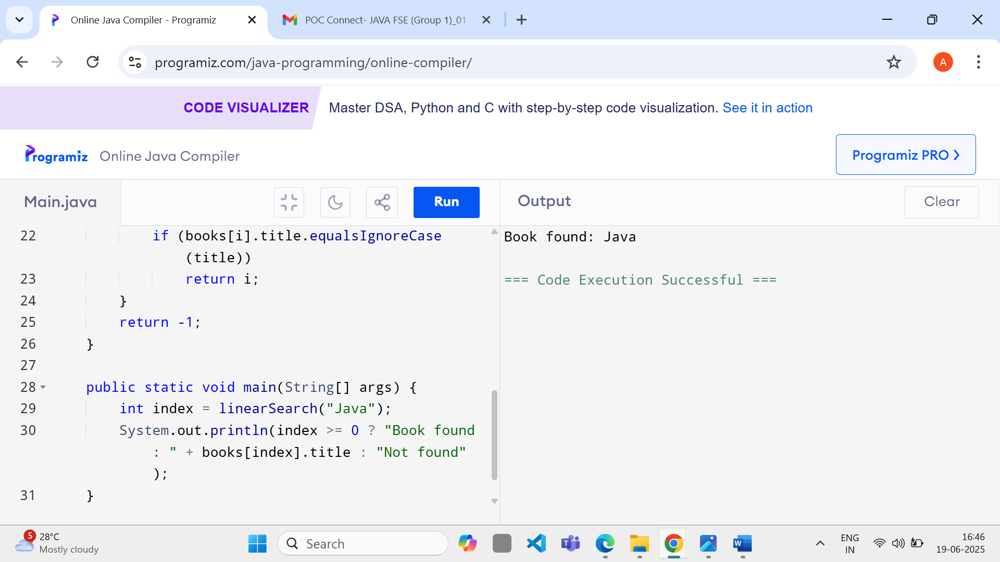 Online Java Compiler - Programiz
POC Connect- JAVA FSE (Group 1)_01
programiz.com/java-programming/online-compiler/
A
CODE VISUALIZER
Master DSA, Python and C with step-by-step code visualization. See it in action
Programiz
Online Java Compiler
Programiz PRO
Main.java
Run
Output
Clear
22 if (books[i].title.equalsIgnoreCase
(title))
23 return i;
24 }
25 return -1;
26 }
27
28 public static void main(String[] args) {
29 int index = linearSearch("Java");
30 System.out.println(index >= 0 ? "Book found
: " + books[index].title : "Not found"
);
31 }
Book found: Java
=== Code Execution Successful ===
5
28°C
Mostly cloudy
Search
T
W
ENG
IN
16:46
19-06-2025